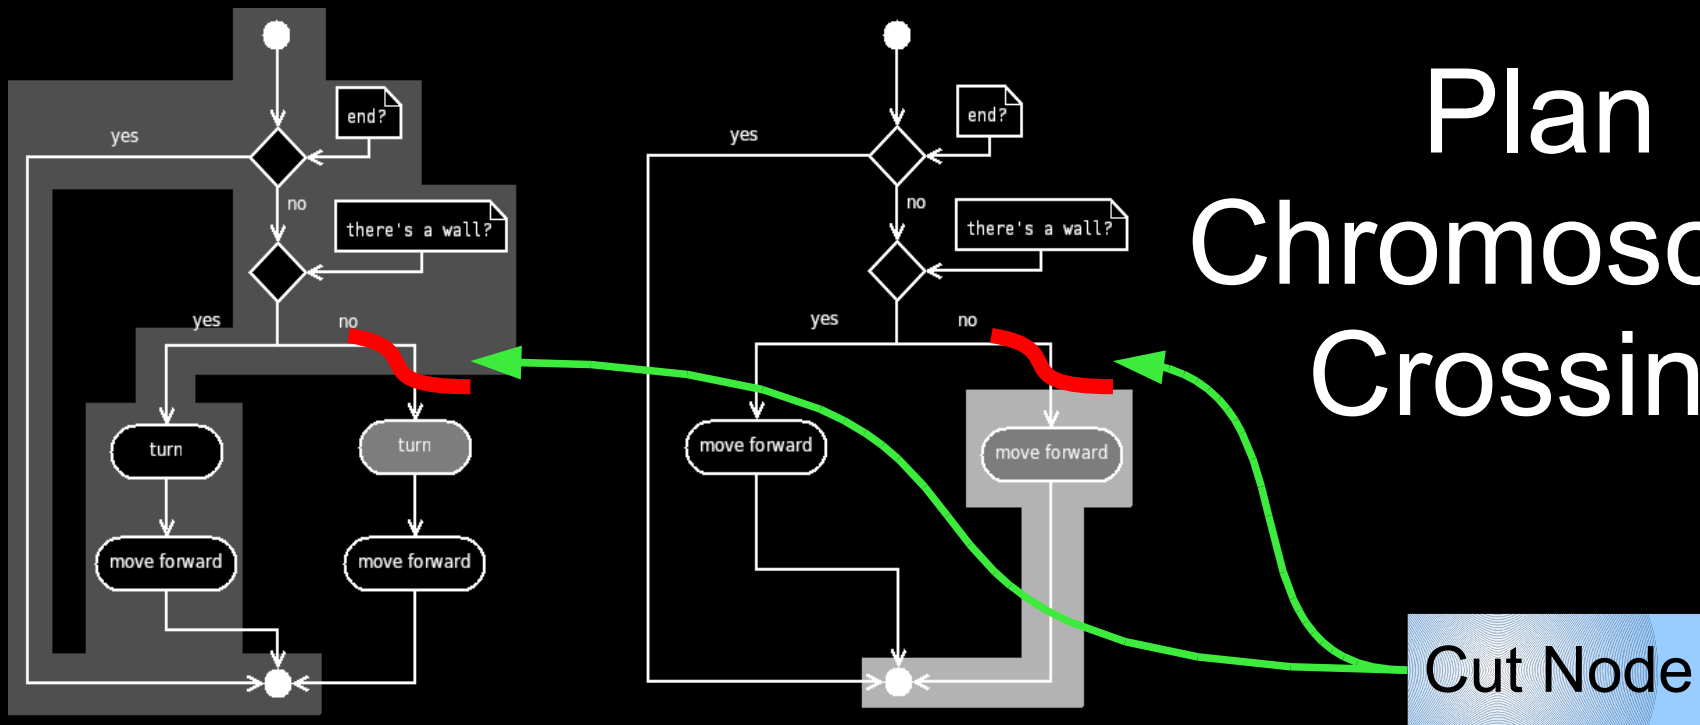 end?
yes
no
there's a wall?
yes
no
turn
turn
move forward
move forward
end?
yes
no
there's a wall?
yes
no
move forward
move forward
Plan
Chromoso
Crossin
Cut Node